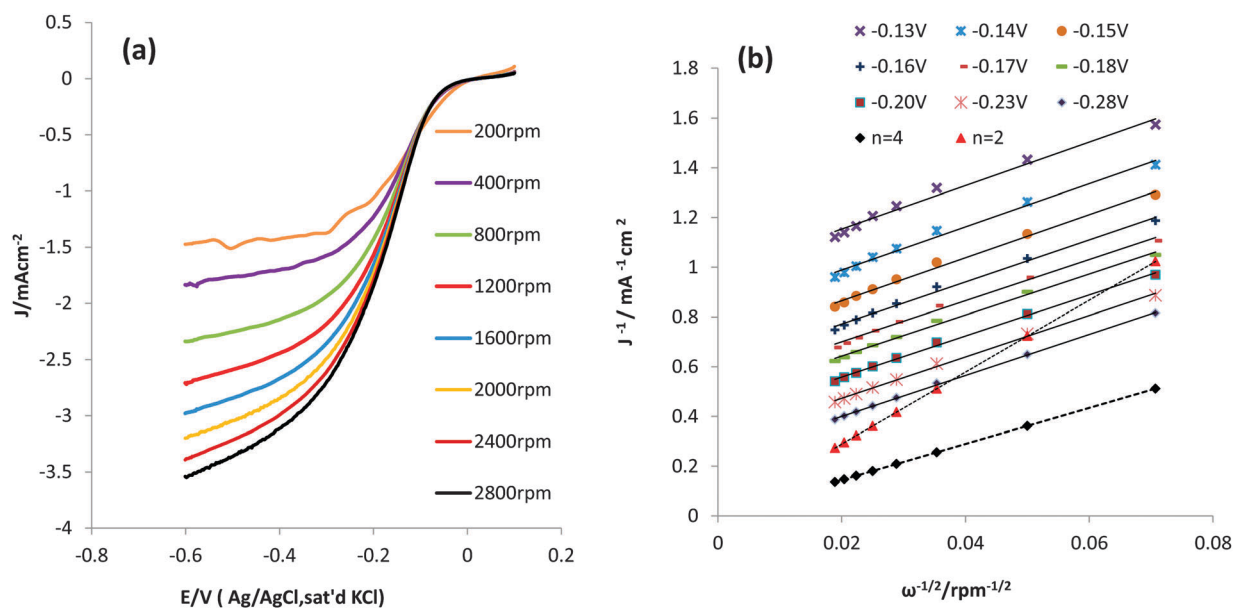 (a)
0.5
0
-0.5
-1
-1.5
-2
-2.5
-3
-3.5
-4
-0.8
-0.6
-0.4
-0.2
0
0.2
J/mAcm-2
E/V ( Ag/AgCl,sat'd KCl)
200rpm
400rpm
800rpm
1200rpm
1600rpm
2000rpm
2400rpm
2800rpm
(b)
-0.13V -0.14V -0.15V
-0.16V -0.17V -0.18V
-0.20V -0.23V -0.28V
n=4 n=2
1.8
1.6
1.4
1.2
1
0.8
0.6
0.4
0.2
0
0 0.02 0.04 0.06 0.08
J -1/ mA -1 cm 2
ω-1/2/rpm-1/2